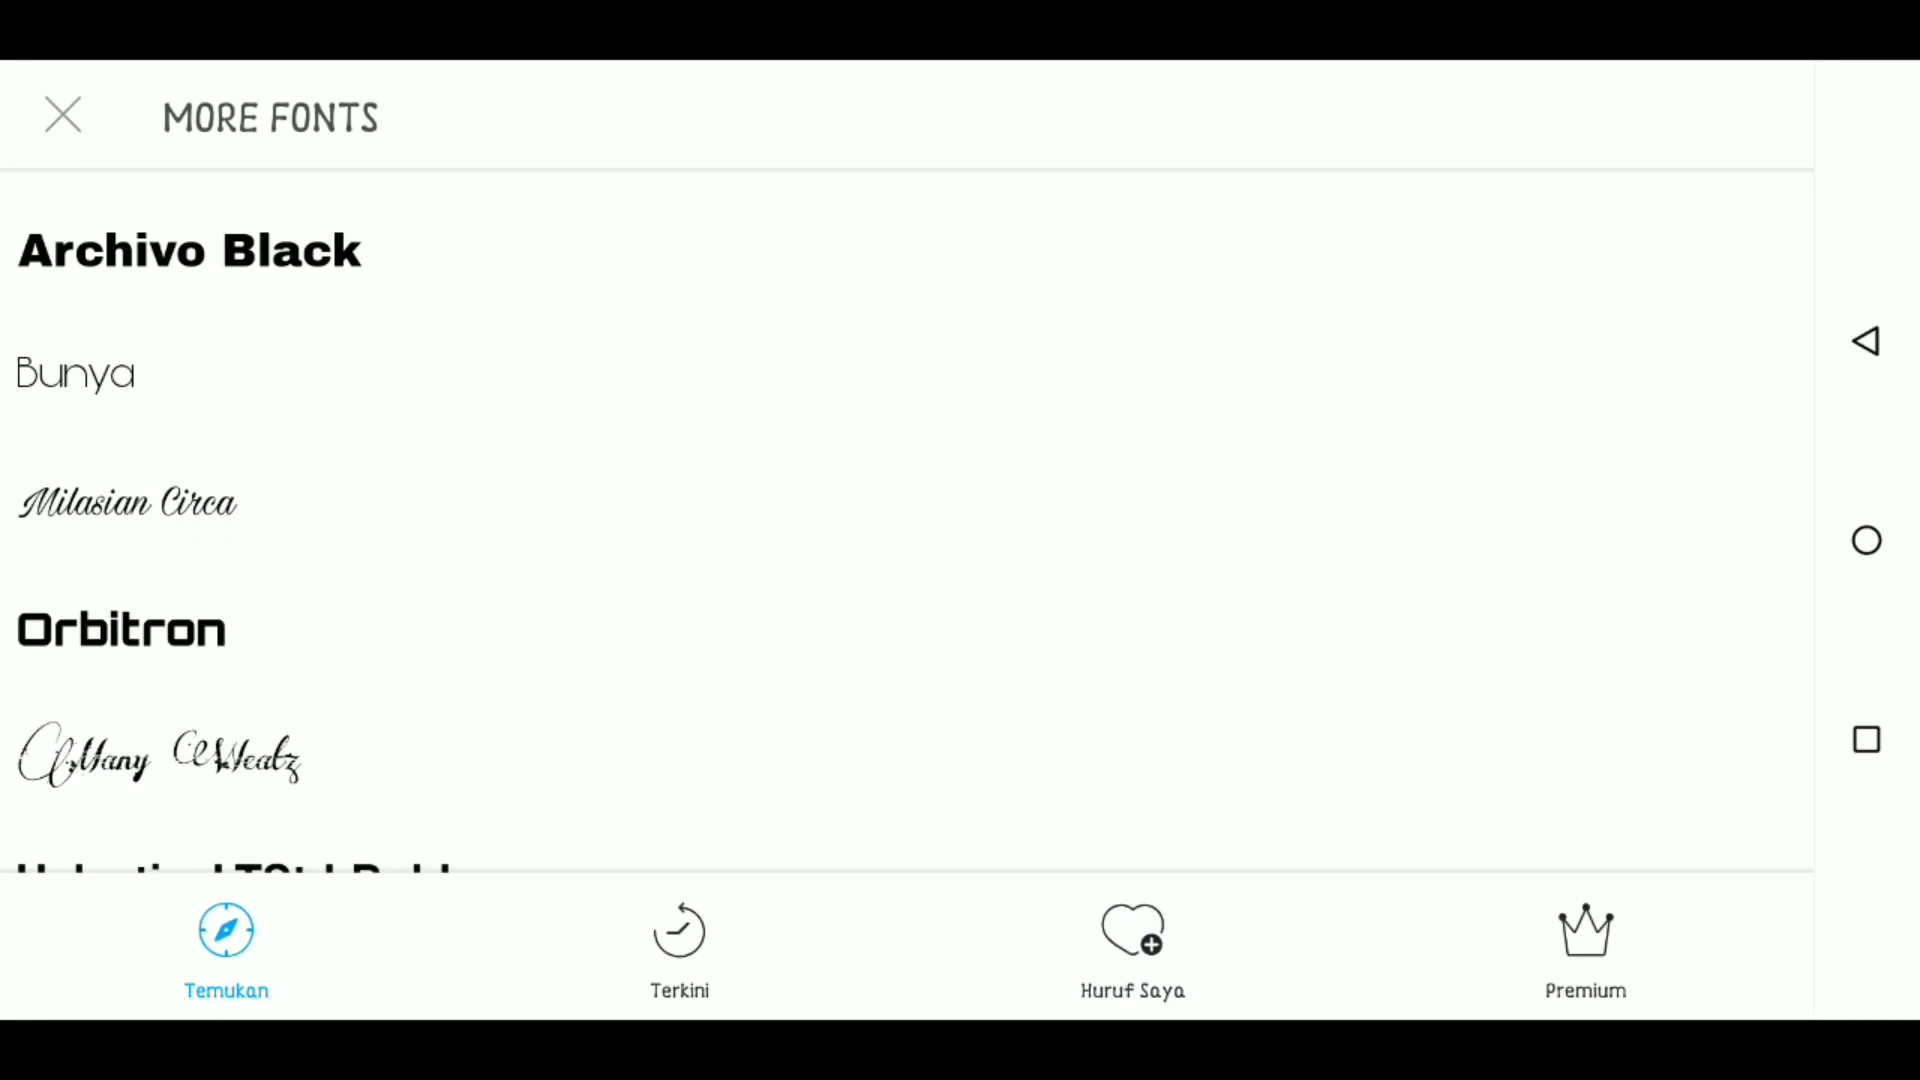 MORE FONTS
Archivo Black
Bunya
Milasian Circa
Orbitron
Many Weatz
Temukan
Terkini
Huruf Saya
Premium